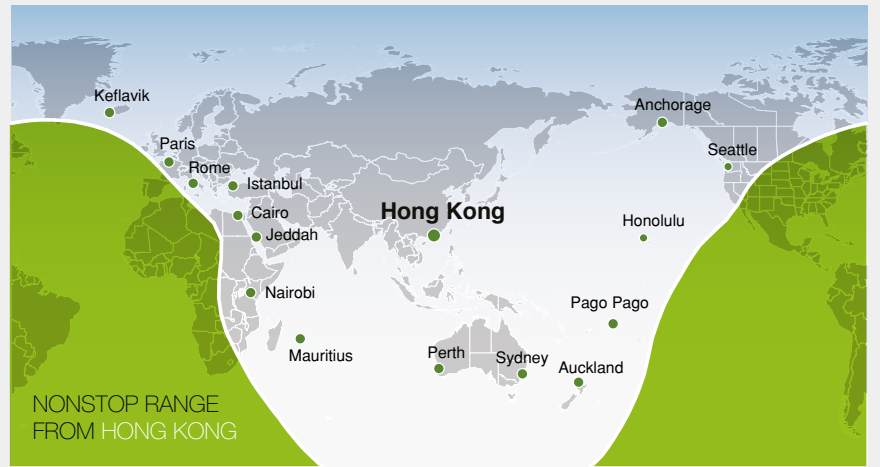 Keflavik
Anchorage
Paris
Seattle
Rome
Istanbul
Cairo
Hong Kong
Honolulu
Jeddah
Nairobi
Pago Pago
Mauritius
Perth
Sydney
Auckland
NONSTOP RANGE
FROM HONG KONG